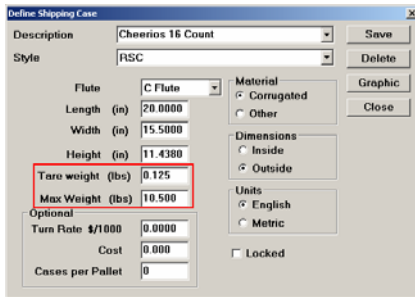 Define Shipping Case
Description Cheerios 16 Count Save
Style RSC Delete
Flute C Flute Material Graphic
Length (in) 20.0000 Corrugated Close
Width (in) 15.5000 Other
Height (in) 11.4380 Dimensions
Inside
Tare weight (lbs) 0.125 Outside
Max Weight (lbs) 10.500 Units
Optional English
Turn Rate $/1000 0.0000 Metric
Cost 0.000 Locked
Cases per Pallet 0